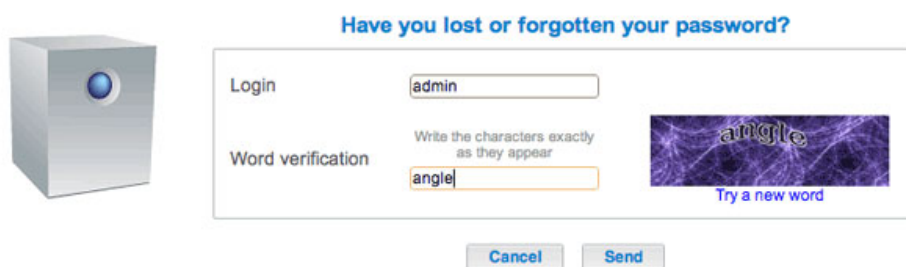 Have you lost or forgotten your password?
Login
admin
Write the characters exactly
as they appear
Word verification
angle
angle
Try a new word
Cancel
Send